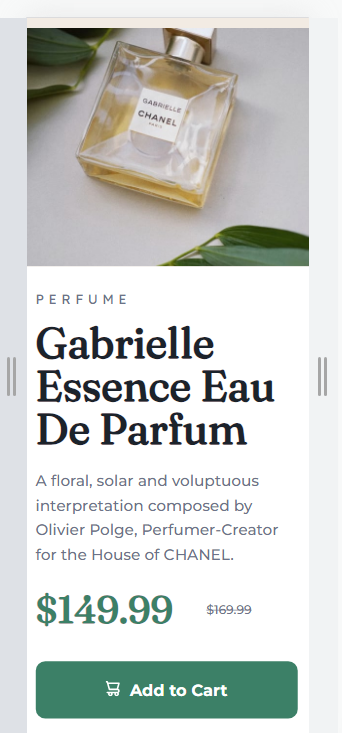 GABRIELLE
CHANEL
PARIS
PERFUME
Gabrielle
Essence Eau
De Parfum
A floral, solar and voluptuous
interpretation composed by
Olivier Polge, Perfumer-Creator
for the House of CHANEL.
$149.99 $169.99
Add to Cart